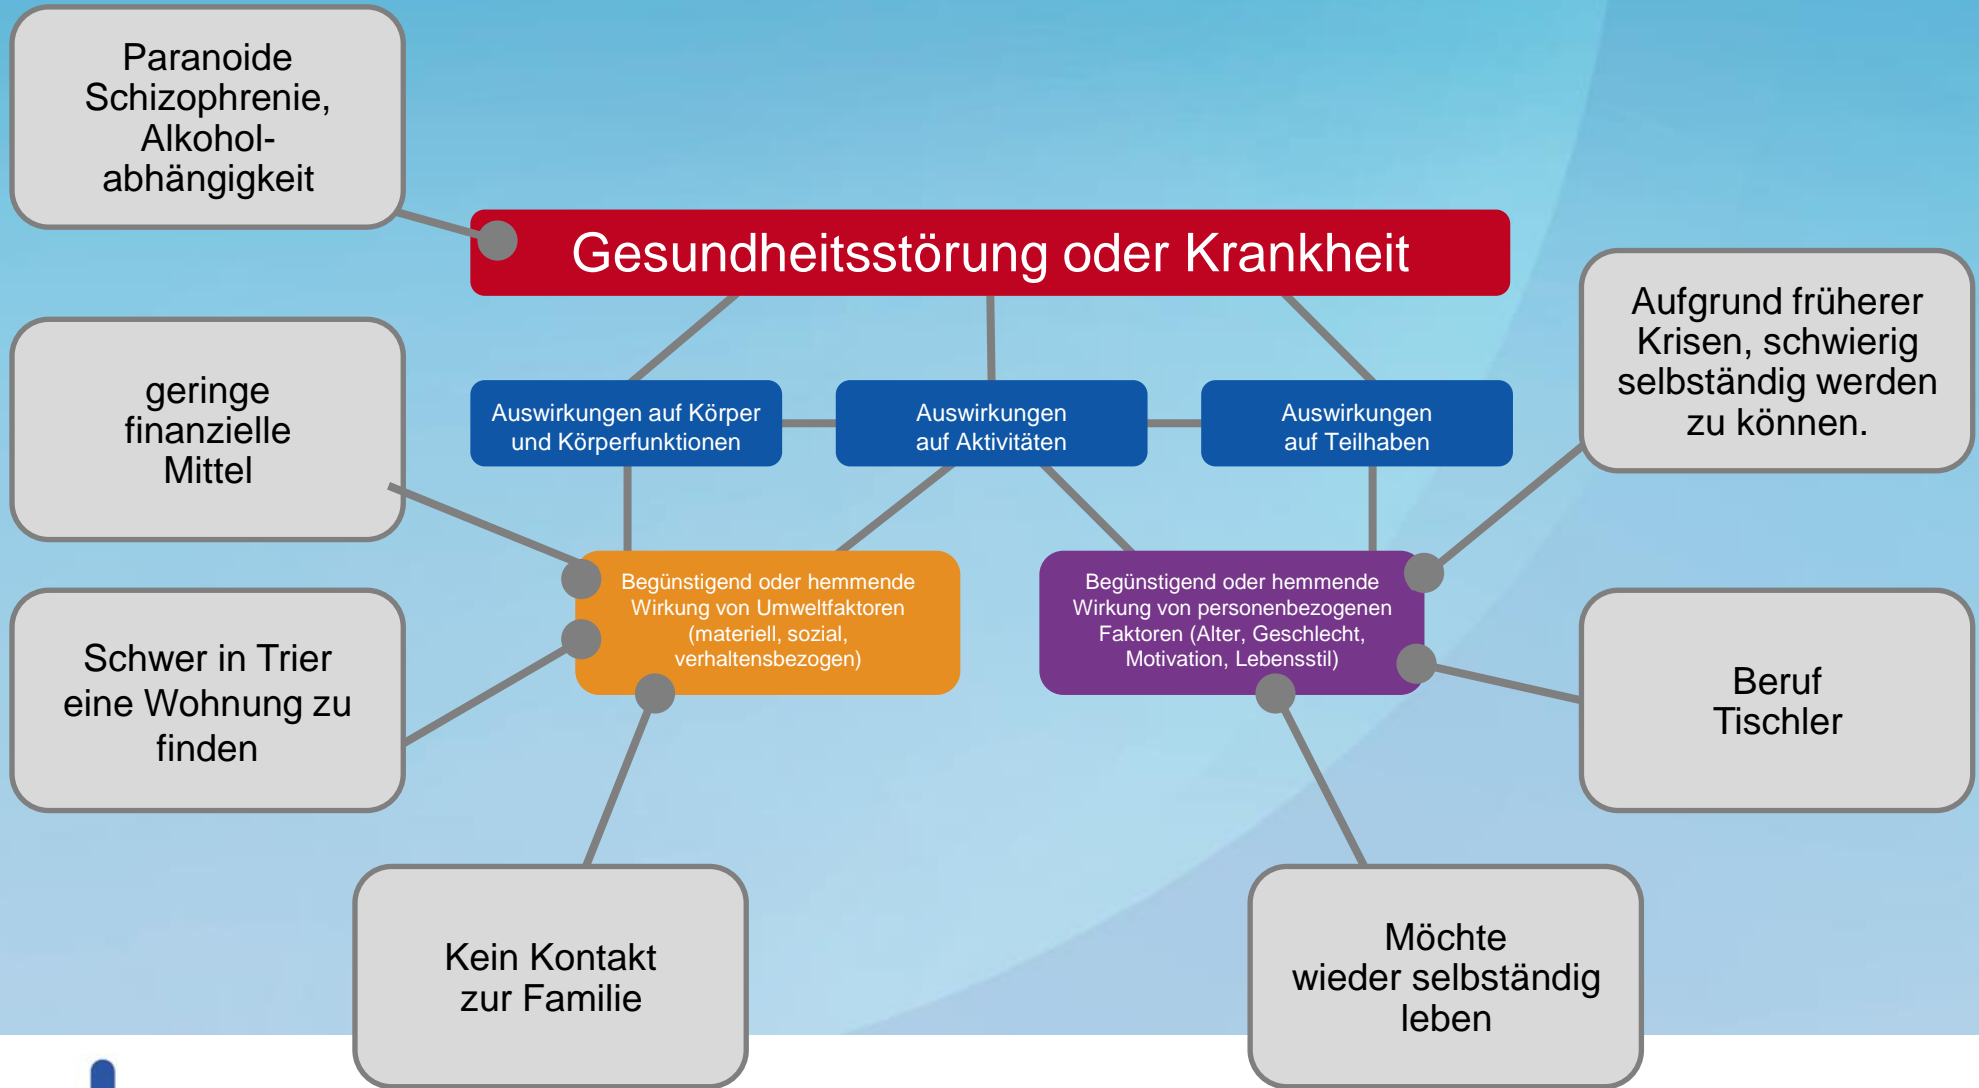 Paranoide
Schizophrenie,
Alkohol-
abhängigkeit
Gesundheitsstörung oder Krankheit
Aufgrund früherer
Krisen, schwierig
selbständig werden
zu können.
geringe
finanzielle
Mittel
Auswirkungen auf Körper
und Körperfunktionen
Auswirkungen
auf Aktivitäten
Auswirkungen
auf Teilhaben
Begünstigend oder hemmende
Wirkung von Umweltfaktoren
(materiell, sozial,
verhaltensbezogen)
Begünstigend oder hemmende
Wirkung von personenbezogenen
Faktoren (Alter, Geschlecht,
Motivation, Lebensstil)
Schwer in Trier
eine Wohnung zu
finden
Beruf
Tischler
Kein Kontakt
zur Familie
Möchte
wieder selbständig
leben